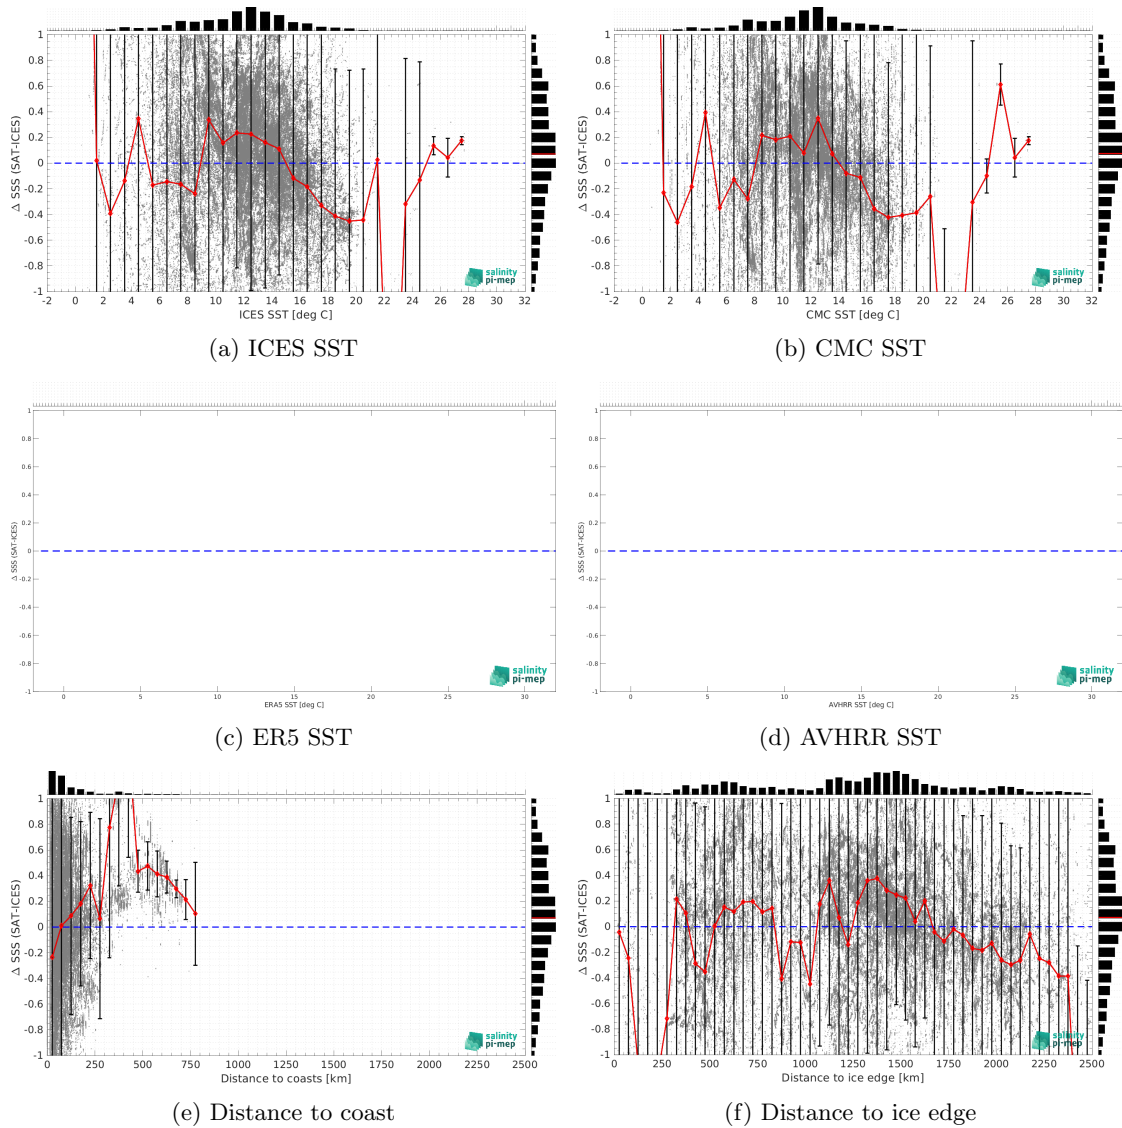 1
0.8
0.6
0.4
0.2
0
-0.2
-0.4
-0.6
-0.8
-1
Δ SSS (SAT-ICES)
-2 0 2 4 6 8 10 12 14 16 18 20 22 24 26 28 30 32
ICES SST [deg C]
salinity
pi-mep
(a) ICES SST
1
0.8
0.6
0.4
0.2
0
-0.2
-0.4
-0.6
-0.8
-1
Δ SSS (SAT-ICES)
-2 0 2 4 6 8 10 12 14 16 18 20 22 24 26 28 30 32
CMC SST [deg C]
salinity
pi-mep
(b) CMC SST
1
0.8
0.6
0.4
0.2
0
-0.2
-0.4
-0.6
-0.8
-1
Δ SSS (SAT-ICES)
0 5 10 15 20 25 30
ERA5 SST [deg C]
salinity
pi-mep
(c) ER5 SST
1
0.8
0.6
0.4
0.2
0
-0.2
-0.4
-0.6
-0.8
-1
Δ SSS (SAT-ICES)
0 5 10 15 20 25 30
AVHRR SST [deg C]
salinity
pi-mep
(d) AVHRR SST
1
0.8
0.6
0.4
0.2
0
-0.2
-0.4
-0.6
-0.8
-1
Δ SSS (SAT-ICES)
0 250 500 750 1000 1250 1500 1750 2000 2250 2500
Distance to coasts [km]
salinity
pi-mep
(e) Distance to coast
1
0.8
0.6
0.4
0.2
0
-0.2
-0.4
-0.6
-0.8
-1
Δ SSS (SAT-ICES)
0 250 500 750 1000 1250 1500 1750 2000 2250 2500
Distance to ice edge [km]
salinity
pi-mep
(f) Distance to ice edge